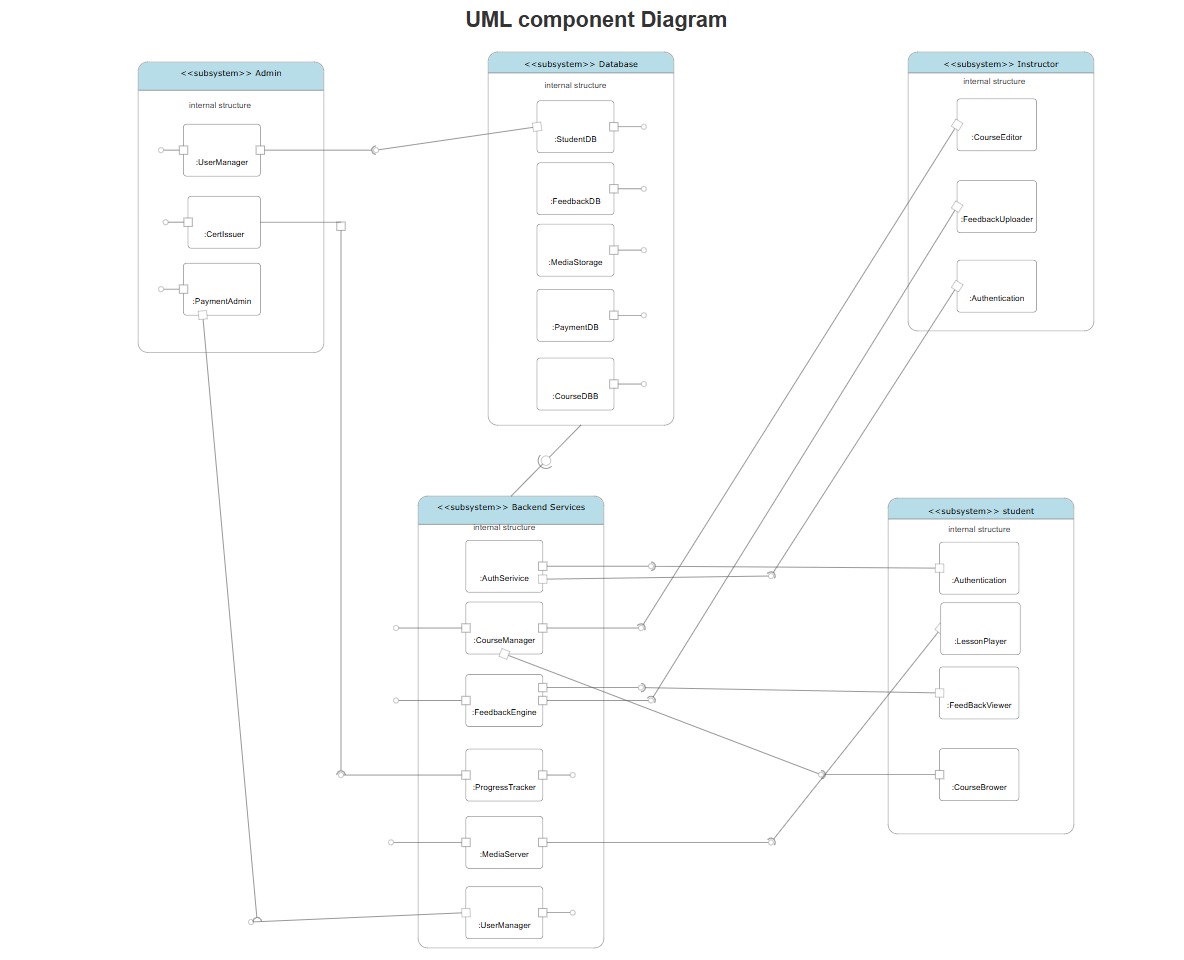 UML component Diagram
<<subsystem>> Admin
internal structure
:UserManager
:CertIssuer
:PaymentAdmin
<<subsystem>> Database
internal structure
:StudentDB
:FeedbackDB
:MediaStorage
:PaymentDB
:CourseDBB
<<subsystem>> Instructor
internal structure
:CourseEditor
:FeedbackUploader
:Authentication
<<subsystem>> Backend Services
internal structure
:AuthSerivice
:CourseManager
:FeedbackEngine
:ProgressTracker
:MediaServer
:UserManager
<<subsystem>> student
internal structure
:Authentication
:LessonPlayer
:FeedBackViewer
:CourseBrower